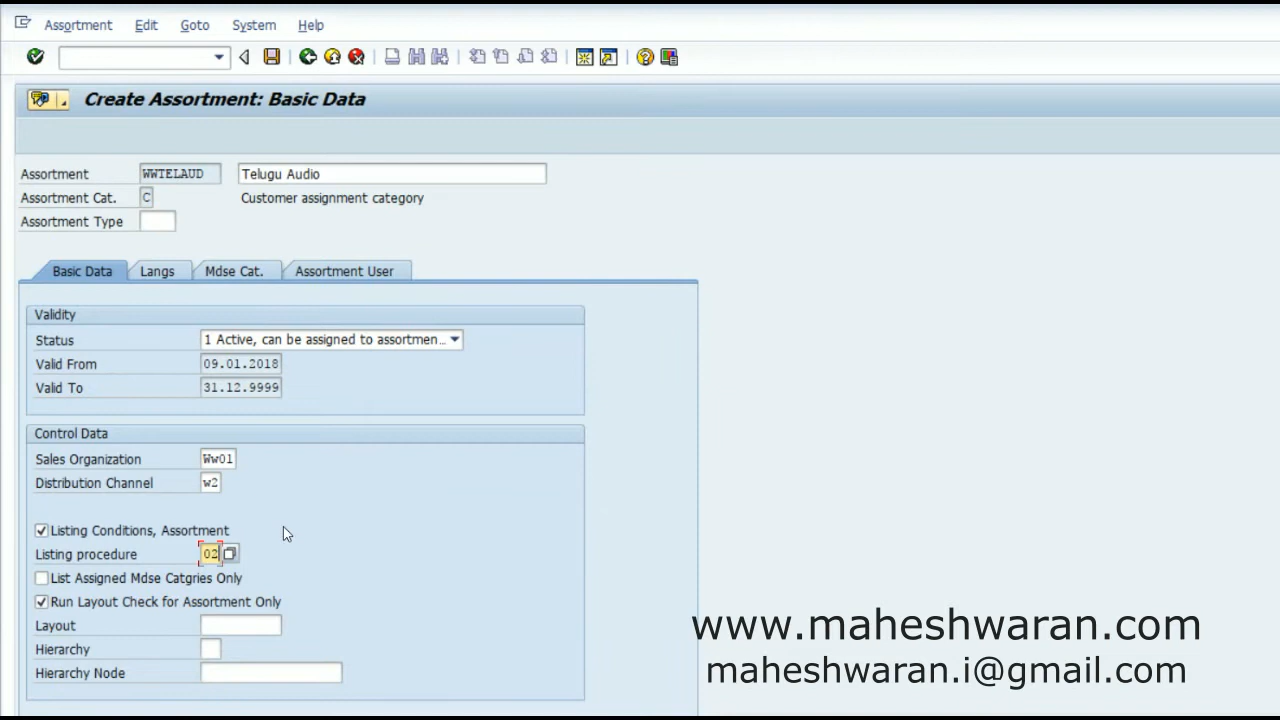 Assortment Edit Goto System Help
Create Assortment: Basic Data
Assortment WWTELAUD Telugu Audio
Assortment Cat. C Customer assignment category
Assortment Type
Basic Data Langs Mdse Cat. Assortment User
Validity
Status 1 Active, can be assigned to assortmen...
Valid From 09.01.2018
Valid To 31.12.9999
Control Data
Sales Organization Ww01
Distribution Channel w2
Listing Conditions, Assortment
Listing procedure 02
List Assigned Mdse Catgries Only
Run Layout Check for Assortment Only
Layout
Hierarchy
Hierarchy Node
www.maheshwaran.com
maheshwaran.i@gmail.com